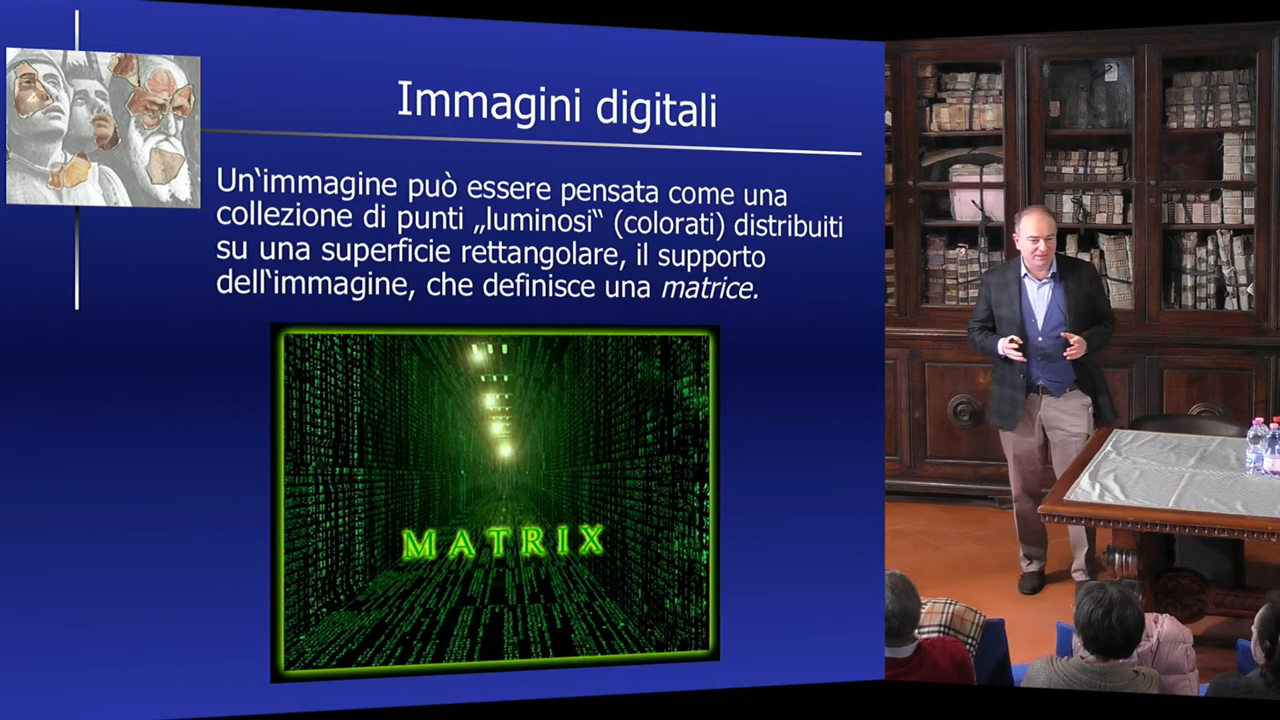 Immagini digitali
Un‘immagine può essere pensata come una
collezione di punti „luminosi“ (colorati) distribuiti
su una superficie rettangolare, il supporto
dell‘immagine, che definisce una matrice.
MATRIX